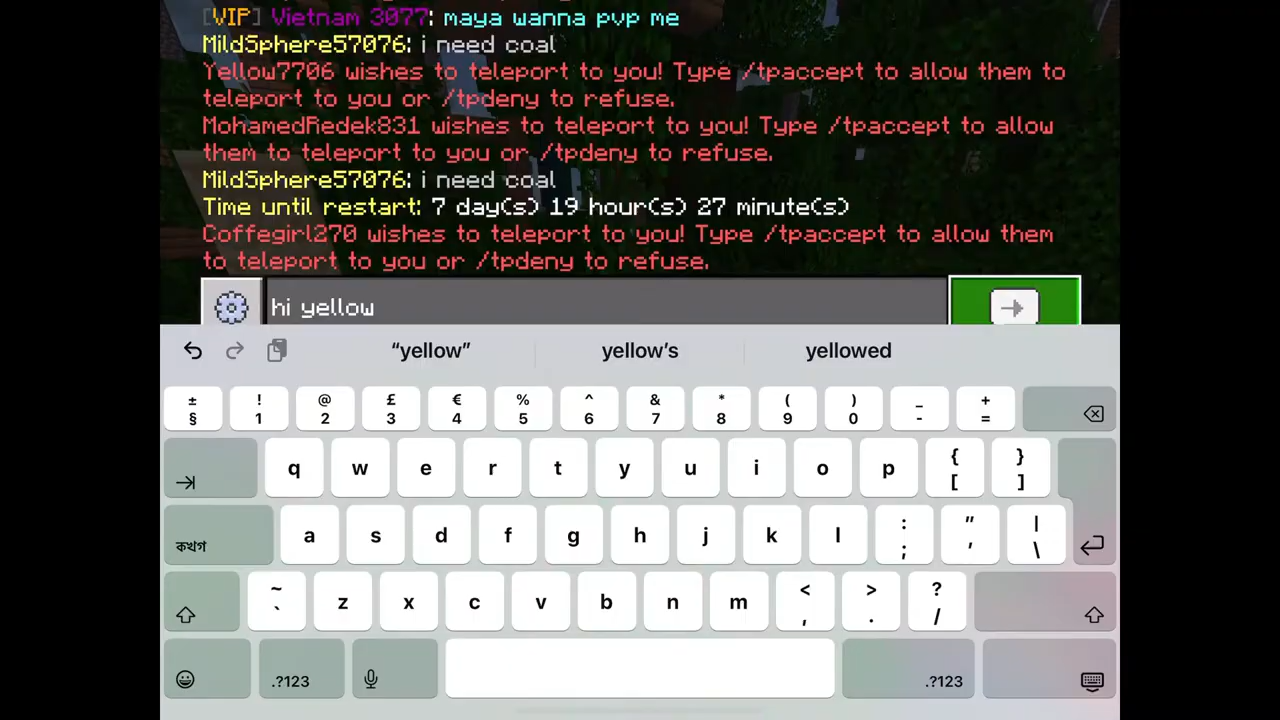 [VIP] Vietnam 3077: maya wanna pvp me
MildSphere57076: i need coal
Yellow7706 wishes to teleport to you! Type /tpaccept to allow them to
teleport to you or /tpdeny to refuse.
MohamedRedek831 wishes to teleport to you! Type /tpaccept to allow
them to teleport to you or /tpdeny to refuse.
MildSphere57076: i need coal
Time until restart: 7 day(s) 19 hour(s) 27 minute(s)
Coffegirl270 wishes to teleport to you! Type /tpaccept to allow them
to teleport to you or /tpdeny to refuse.
hi yellow
“yellow” yellow’s yellowed
± ! @ £ € % ^ & * ( ) _ +
§ 1 2 3 4 5 6 7 8 9 0 - =
q w e r t y u i o p { }
[ ]
কখগ a s d f g h j k l : " |
; ' \
~ z x c v b n m < > ?
` , . /
.?123 .?123